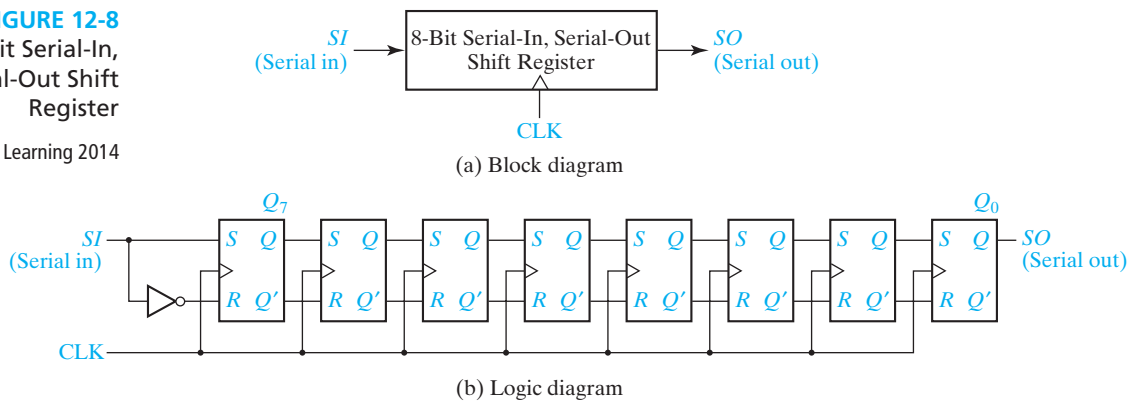 IGURE 12-8
it Serial-In,
al-Out Shift
Register
Learning 2014
SI
(Serial in)
8-Bit Serial-In, Serial-Out
Shift Register
SO
(Serial out)
CLK
(a) Block diagram
Q7 Q0
SI
(Serial in)
S Q S Q S Q S Q S Q S Q S Q S Q
SO
(Serial out)
R Q' R Q' R Q' R Q' R Q' R Q' R Q' R Q'
CLK
(b) Logic diagram